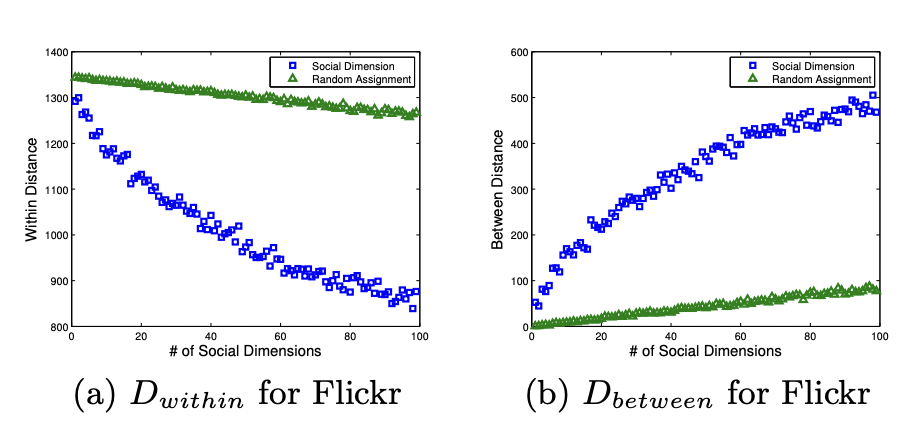 1400
1300
1200
1100
1000
900
800
0
20
40
60
80
100
Within Distance
# of Social Dimensions
Social Dimension
Random Assignment
(a) D_within for Flickr
600
500
400
300
200
100
0
0
20
40
60
80
100
Between Distance
# of Social Dimensions
Social Dimension
Random Assignment
(b) D_between for Flickr